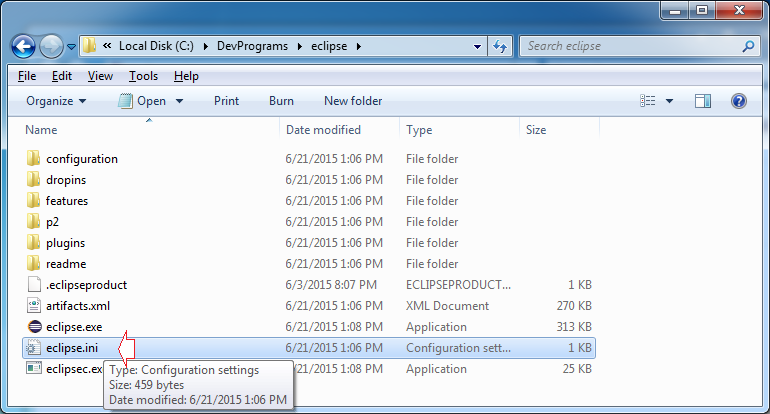 Local Disk (C:) DevPrograms eclipse Search eclipse
File Edit View Tools Help
Organize Open Print Burn New folder
Name Date modified Type Size
configuration 6/21/2015 1:06 PM File folder
dropins 6/21/2015 1:06 PM File folder
features 6/21/2015 1:06 PM File folder
p2 6/21/2015 1:06 PM File folder
plugins 6/21/2015 1:06 PM File folder
readme 6/21/2015 1:06 PM File folder
.eclipseproduct 6/3/2015 8:07 PM ECLIPSEPRODUCT... 1 KB
artifacts.xml 6/21/2015 1:06 PM XML Document 270 KB
eclipse.exe 6/21/2015 1:08 PM Application 313 KB
eclipse.ini 6/21/2015 1:06 PM Configuration sett... 1 KB
eclipsec.ex 6/21/2015 1:08 PM Application 25 KB
Type: Configuration settings
Size: 459 bytes
Date modified: 6/21/2015 1:06 PM